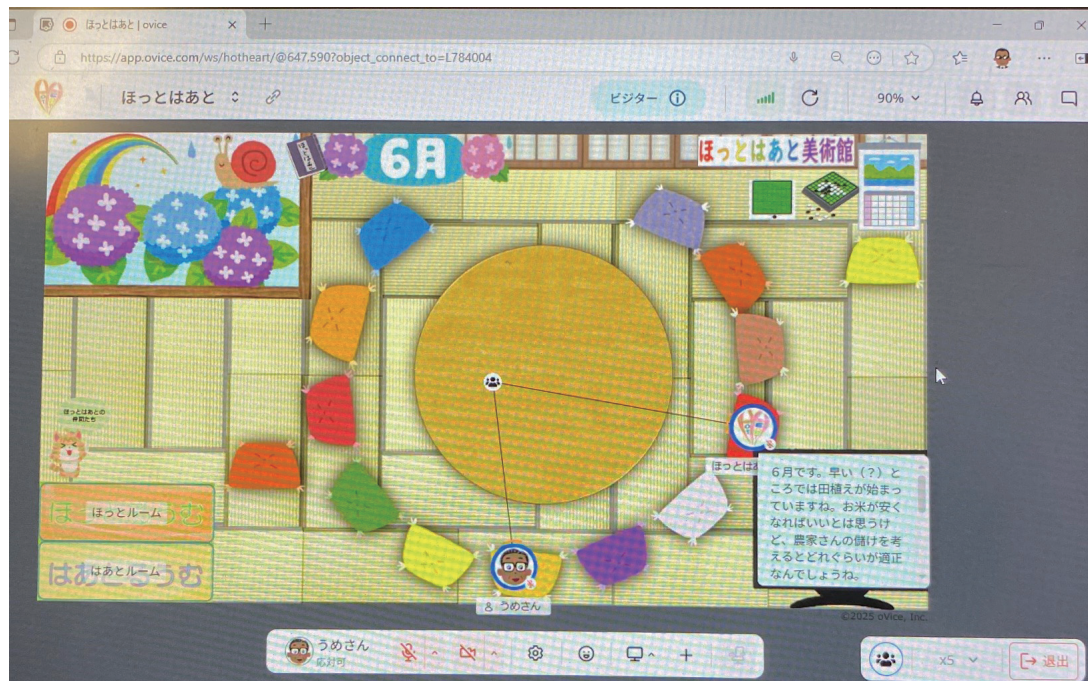 ほっとはあと | ovice
https://app.ovice.com/ws/hotheart/@647.590?object_connect_to=L784004
ほっとはあと
ビジター
90%
6月
ほっとはあと美術館
ほっとはあとの
仲間たち
ほっとルーム
はあとルーム
ほっとはあ
6月です。早い（？）と
ころでは田植えが始まっ
ていますね。お米が安く
なればいいとは思うけ
ど、農家さんの儲けを考
えるとどれぐらいが適正
なんでしょうね。
うめさん
©2025 oVice, Inc.
うめさん
応対可
x5
退出